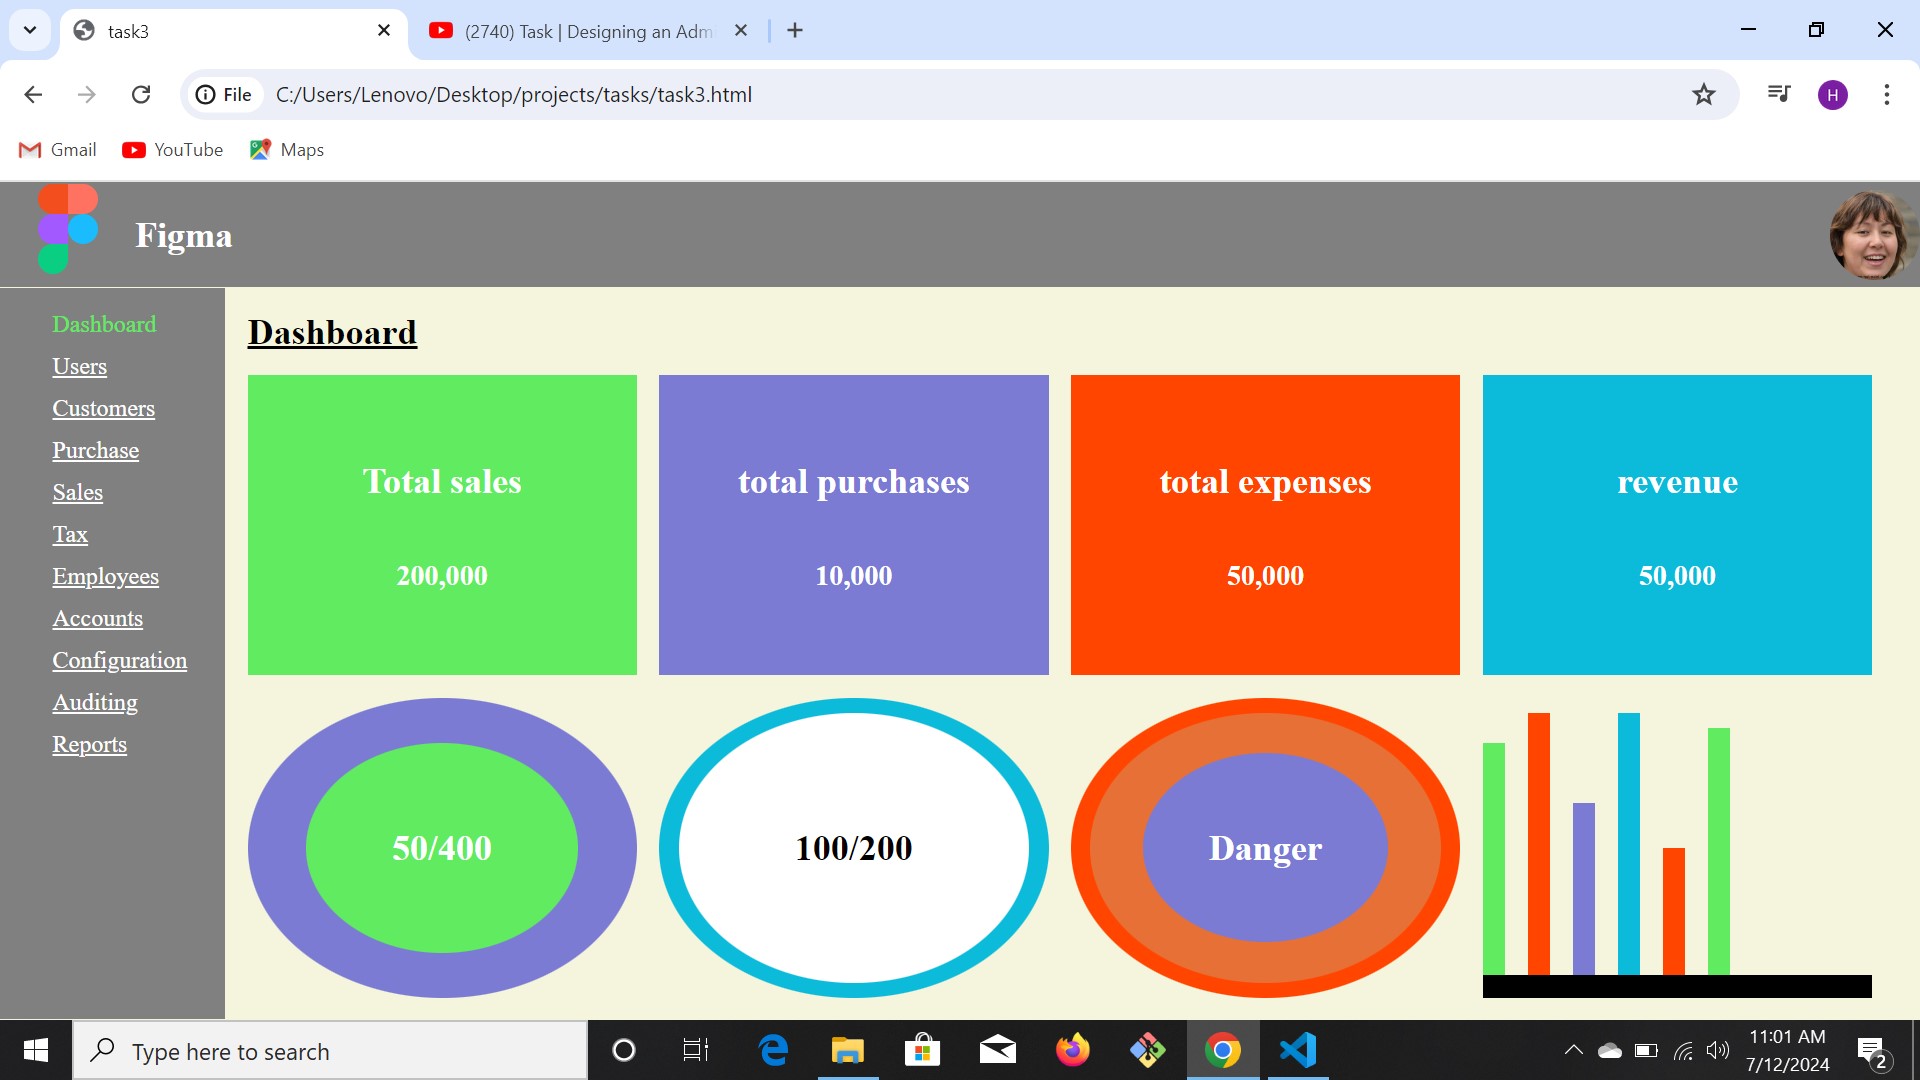 task3
(2740) Task | Designing an Adm
File C:/Users/Lenovo/Desktop/projects/tasks/task3.html
H
Gmail YouTube Maps
Figma
Dashboard
Users
Customers
Purchase
Sales
Tax
Employees
Accounts
Configuration
Auditing
Reports
Dashboard
Total sales
200,000
total purchases
10,000
total expenses
50,000
revenue
50,000
50/400
100/200
Danger
Type here to search
11:01 AM
7/12/2024
2